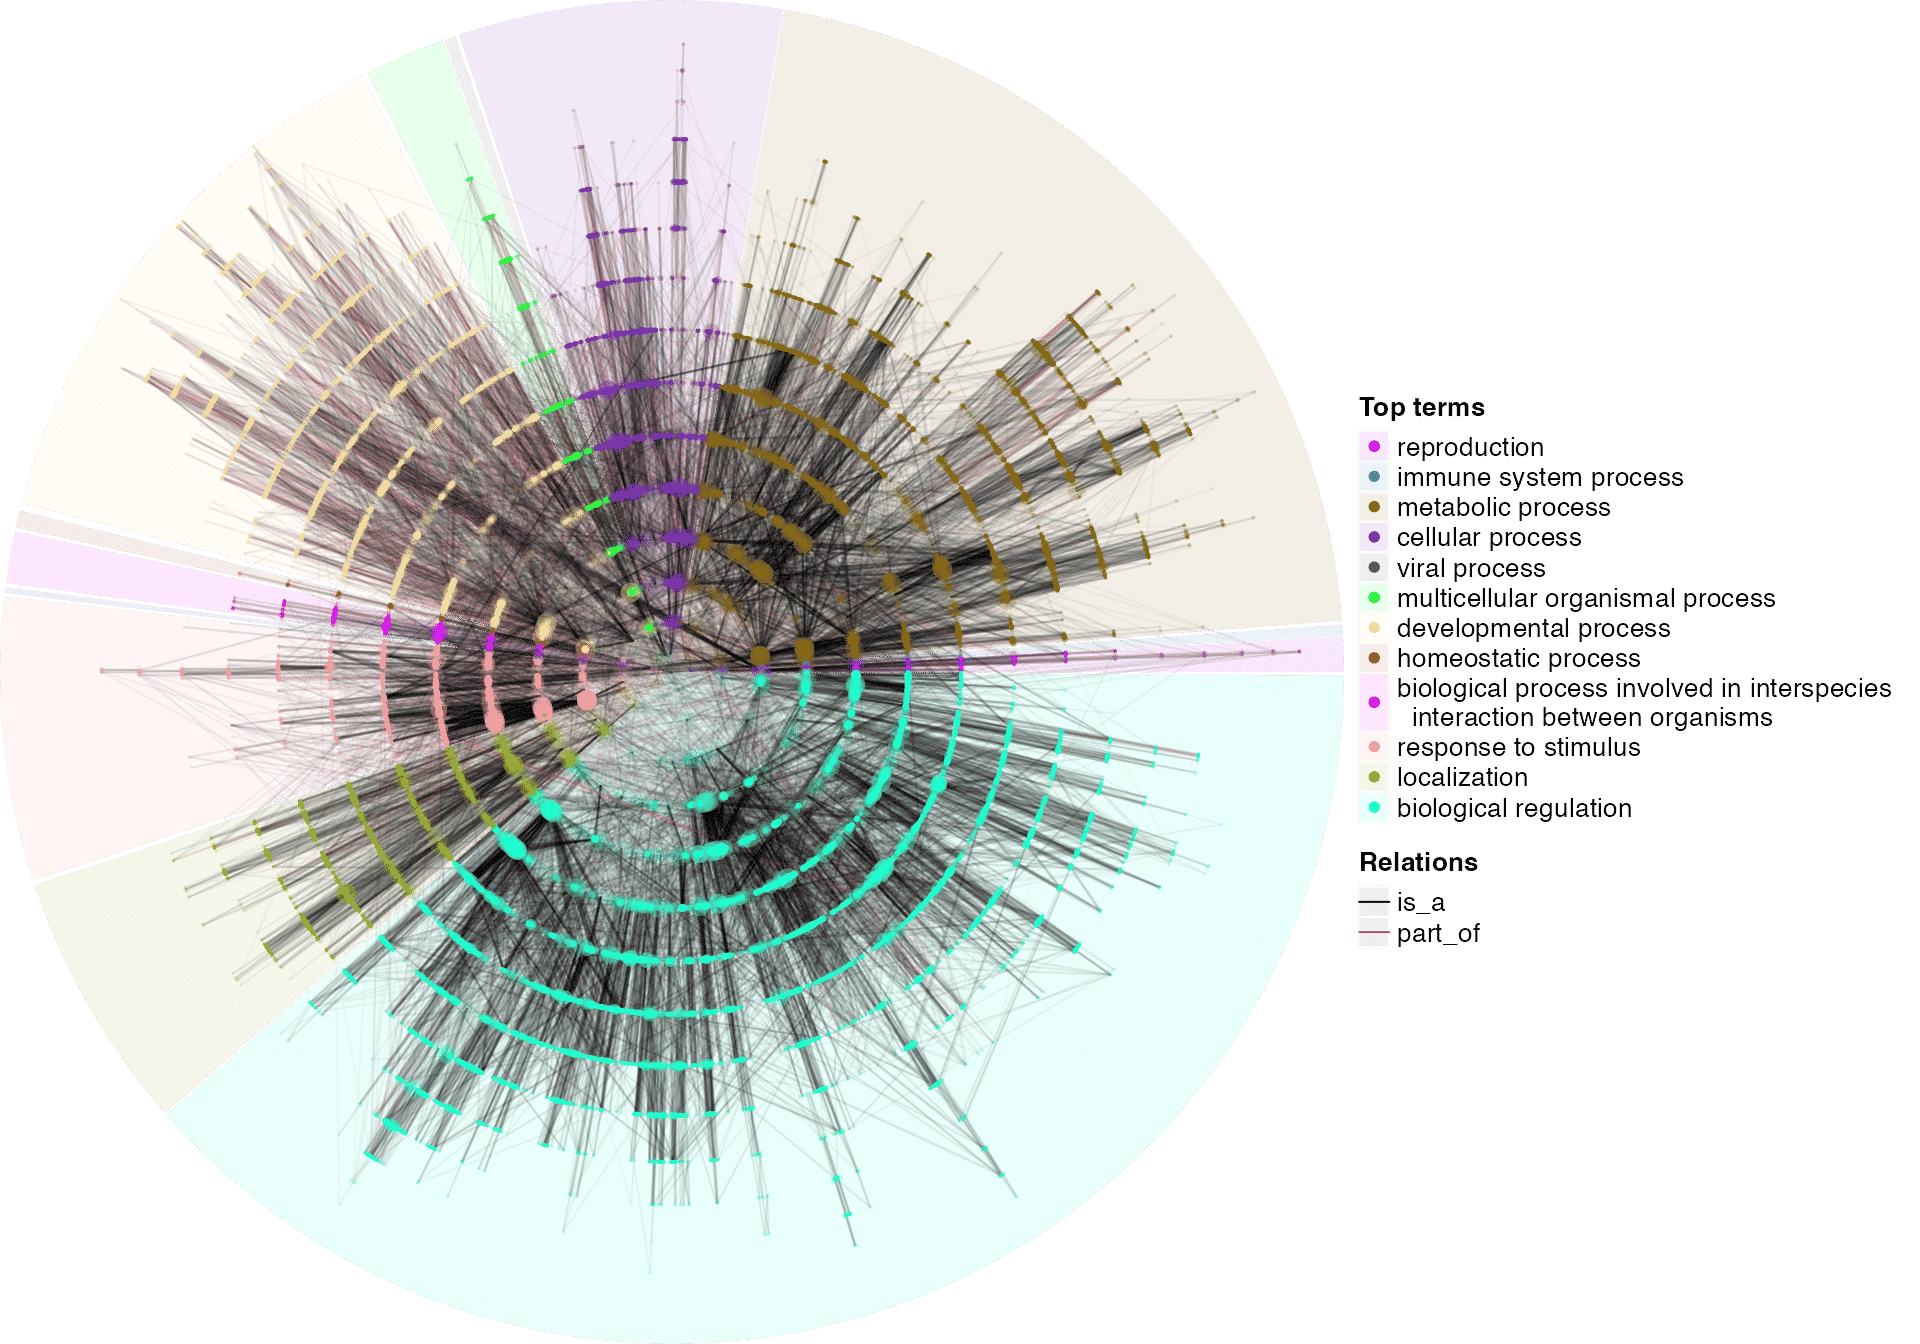 Top terms
reproduction
immune system process
metabolic process
cellular process
viral process
multicellular organismal process
developmental process
homeostatic process
biological process involved in interspecies
interaction between organisms
response to stimulus
localization
biological regulation
Relations
is_a
part_of